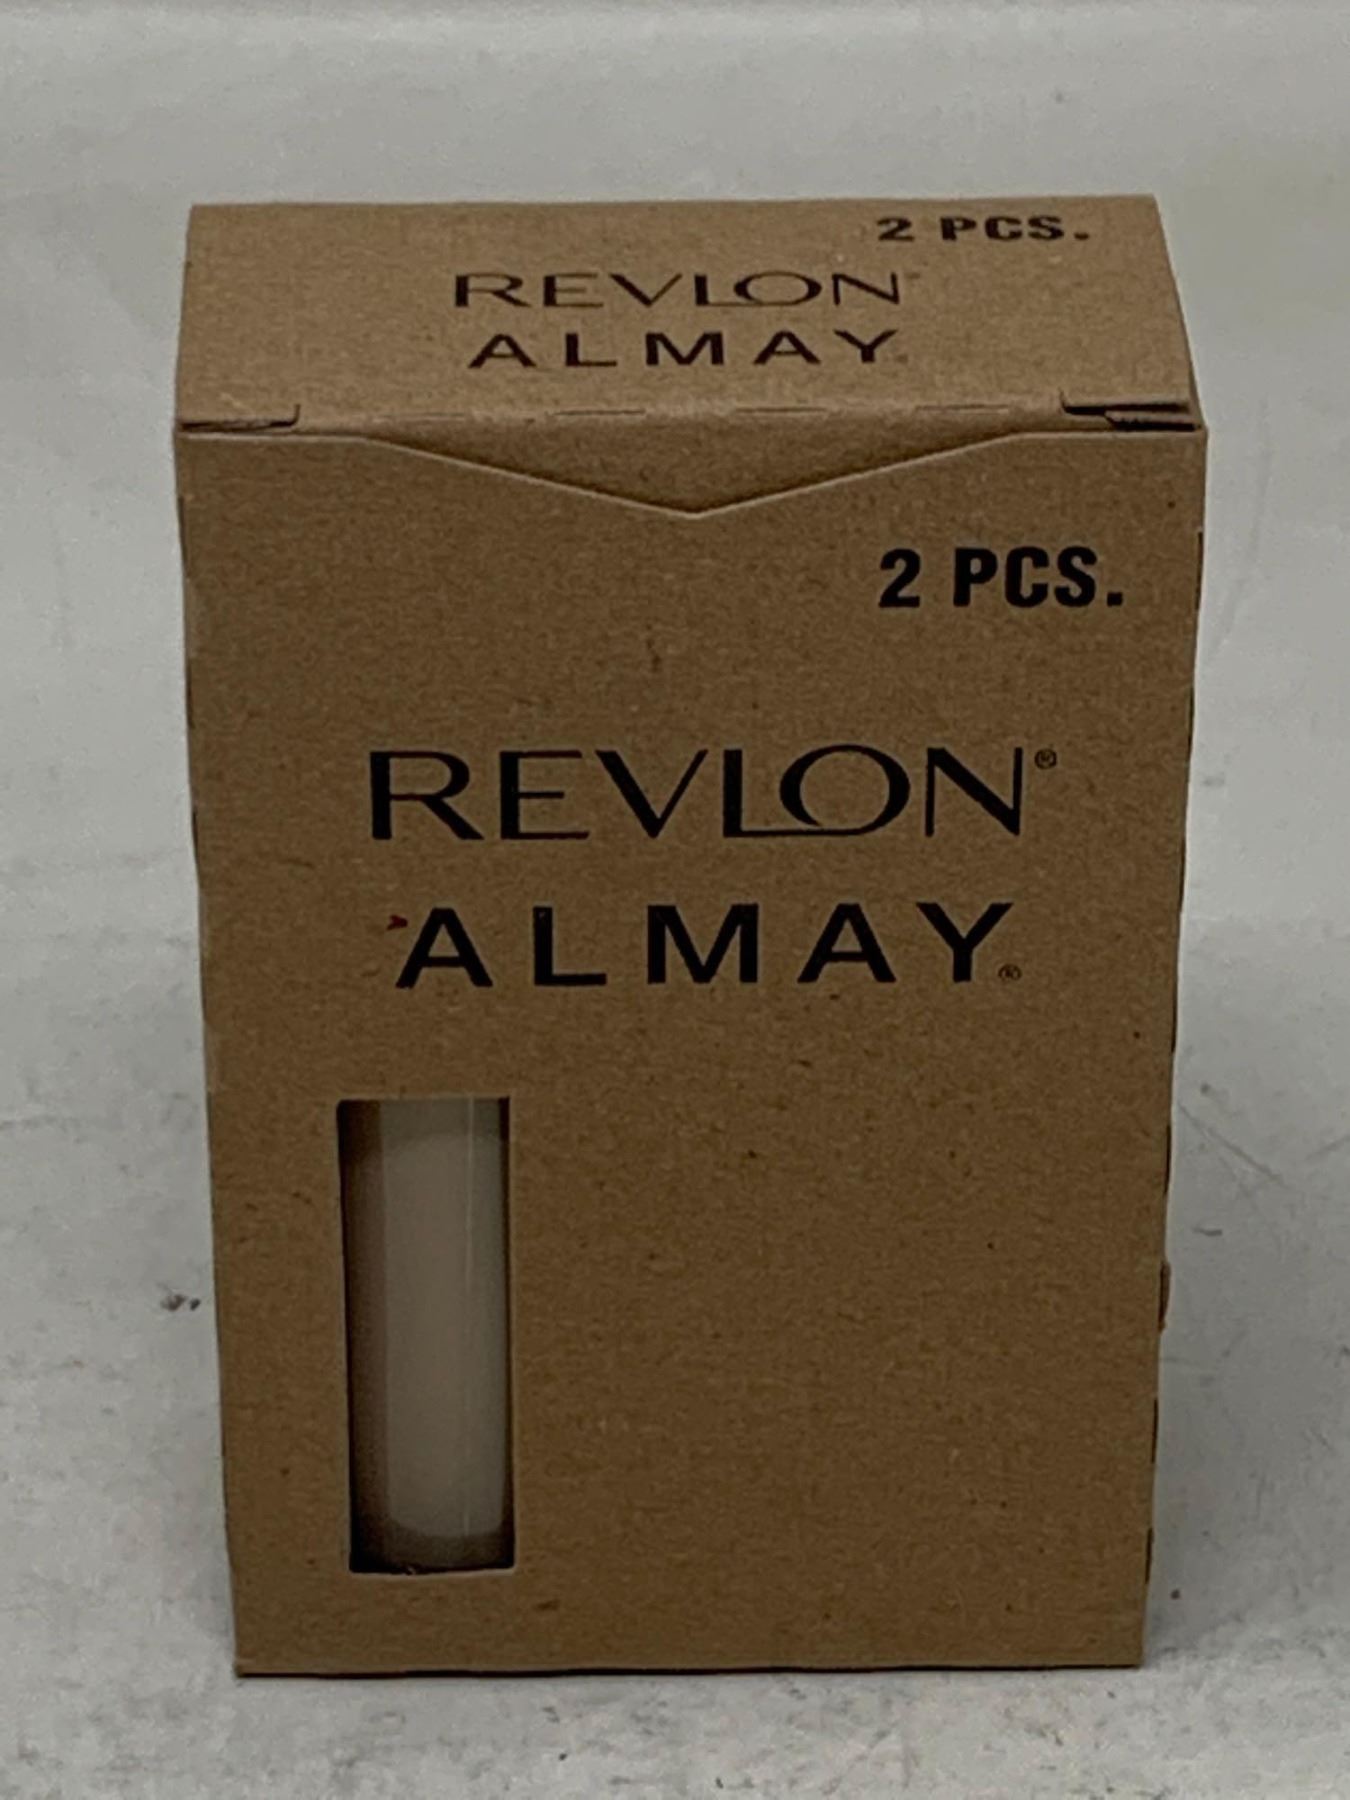 2 PCS.
REVLON
ALMAY
2 PCS.
REVLON®
ALMAY®